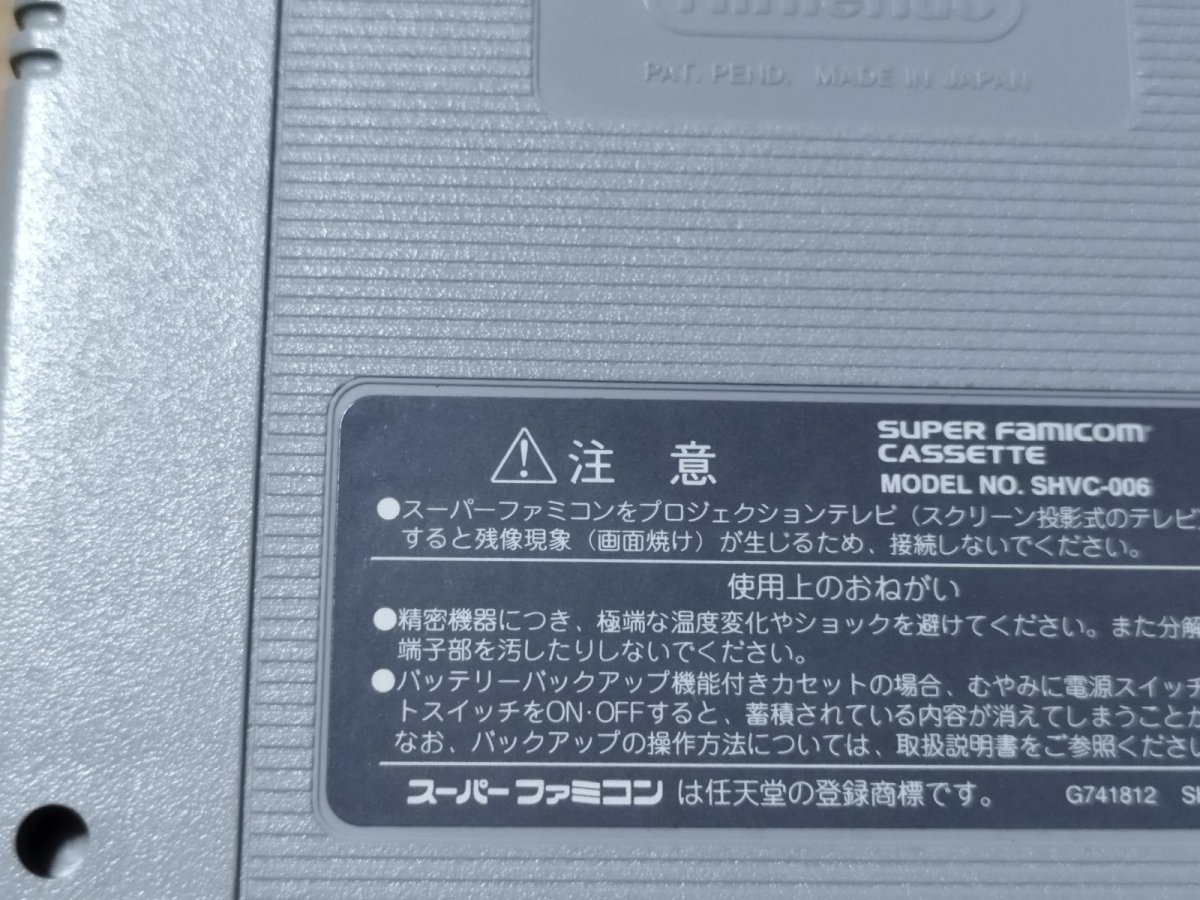 Nintendo
PAT. PEND. MADE IN JAPAN
SUPER FAMICOM
CASSETTE
MODEL NO. SHVC-006
⚠注 意
●スーパーファミコンをプロジェクションテレビ（スクリーン投影式のテレビ
すると残像現象（画面焼け）が生じるため、接続しないでください。
使用上のおねがい
●精密機器につき、極端な温度変化やショックを避けてください。また分解
端子部を汚したりしないでください。
●バッテリーバックアップ機能付きカセットの場合、むやみに電源スイッチ
トスイッチをON·OFFすると、蓄積されている内容が消えてしまうことが
なお、バックアップの操作方法については、取扱説明書をご参照くださ
スーパーファミコン は任天堂の登録商標です。 G741812